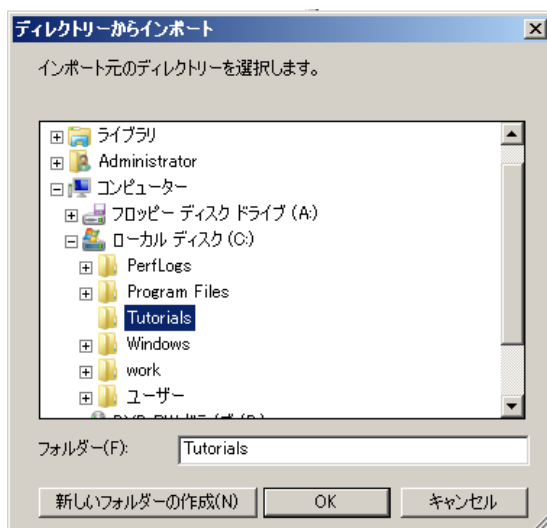 ディレクトリーからインポート
インポート元のディレクトリーを選択します。
ライブラリ
Administrator
コンピューター
フロッピー ディスク ドライブ (A:)
ローカル ディスク (C:)
PerfLogs
Program Files
Tutorials
Windows
work
ユーザー
フォルダー(F):
Tutorials
新しいフォルダーの作成(N)
OK
キャンセル